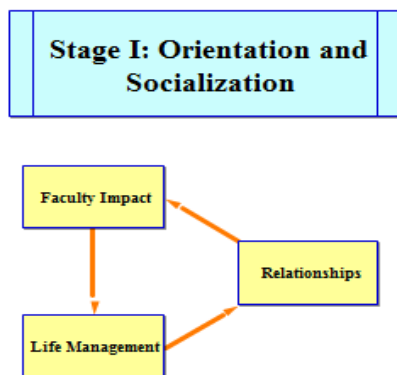 Stage I: Orientation and
Socialization
Faculty Impact
Relationships
Life Management